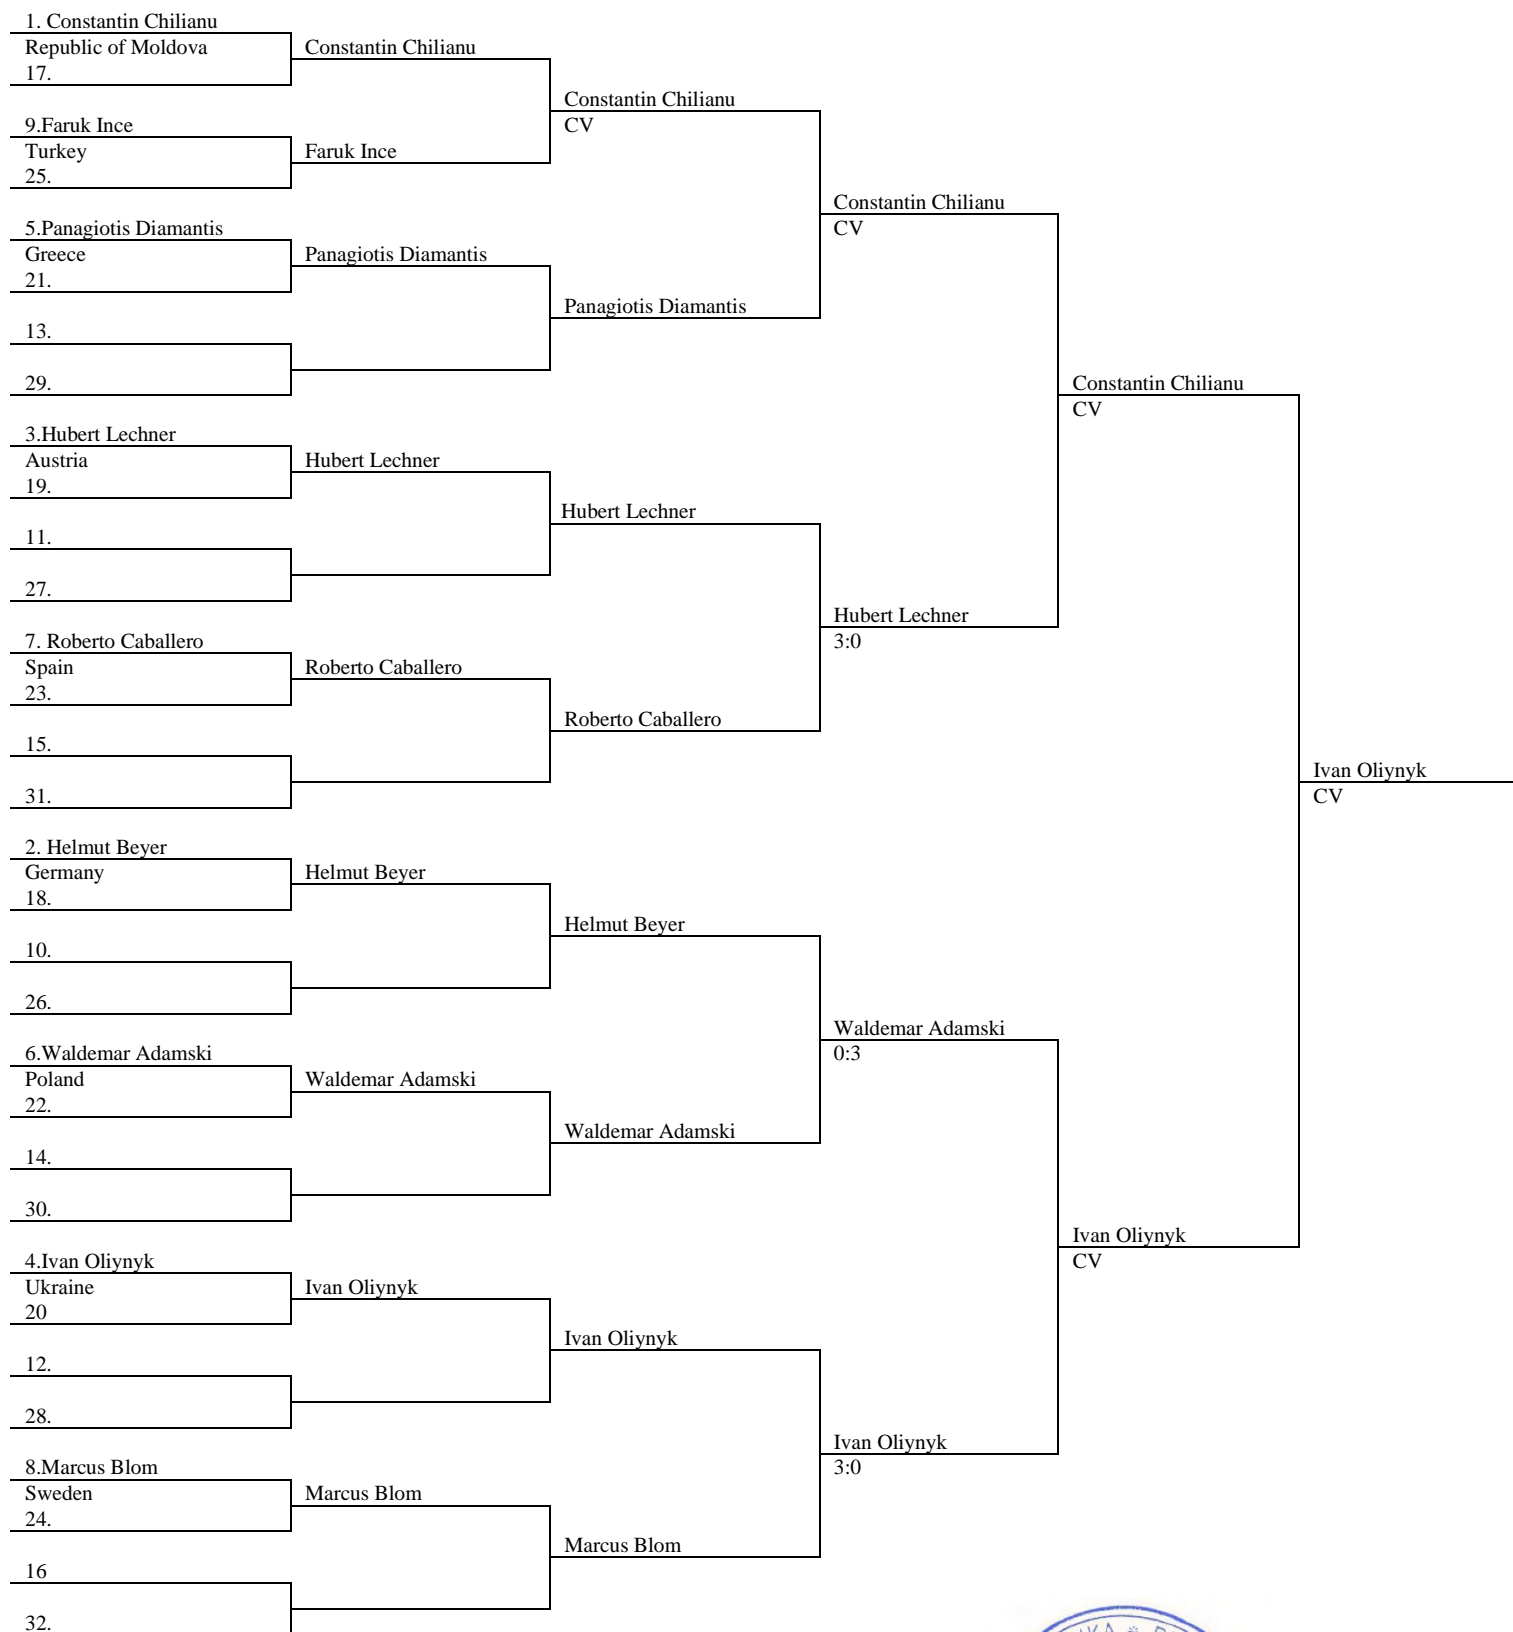 1. Constantin Chilianu
Republic of Moldova
17.
9.Faruk Ince
Turkey
25.
5.Panagiotis Diamantis
Greece
21.
13.
29.
3.Hubert Lechner
Austria
19.
11.
27.
7. Roberto Caballero
Spain
23.
15.
31.
2. Helmut Beyer
Germany
18.
10.
26.
6.Waldemar Adamski
Poland
22.
14.
30.
4.Ivan Oliynyk
Ukraine
20
12.
28.
8.Marcus Blom
Sweden
24.
16
32.
Constantin Chilianu
Faruk Ince
Panagiotis Diamantis
Hubert Lechner
Roberto Caballero
Helmut Beyer
Waldemar Adamski
Ivan Oliynyk
Marcus Blom
Constantin Chilianu
CV
Panagiotis Diamantis
Hubert Lechner
Roberto Caballero
Helmut Beyer
Waldemar Adamski
Ivan Oliynyk
Marcus Blom
Constantin Chilianu
CV
Hubert Lechner
3:0
Waldemar Adamski
0:3
Ivan Oliynyk
3:0
Constantin Chilianu
CV
Ivan Oliynyk
CV
Ivan Oliynyk
CV